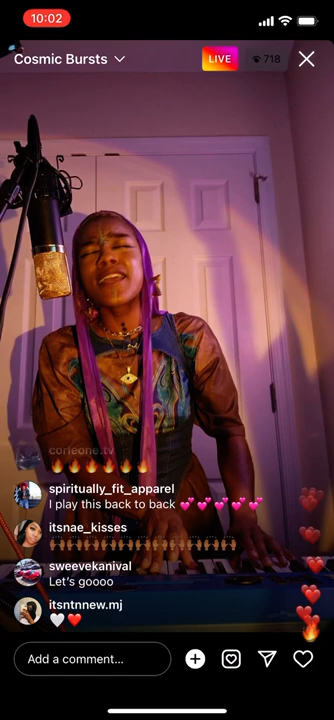 10:02
Cosmic Bursts
LIVE
718
carleone.tv
🔥🔥🔥🔥🔥🔥
spiritually_fit_apparel
I play this back to back 💕💕💕💕💕
itsnae_kisses
sweevekanival
Let's goooo
itsntnnew.mj
🤍❤️
Add a comment...